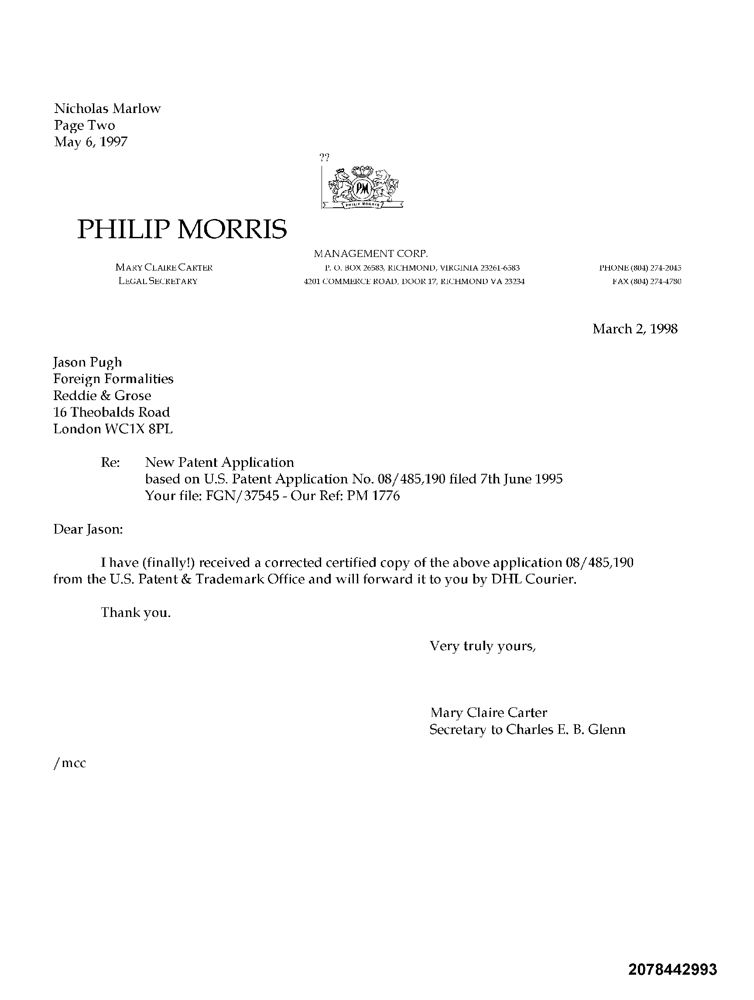 Nicholas Marlow
Page Two
May 6, 1997
??
PM
PHILIP MORRIS
PHILIP MORRIS
MANAGEMENT CORP.
MARY CLAIRE CARTER P. O. BOX 26583, RICHMOND, VIRGINIA 23261-6583 PHONE (804) 274-2045
LEGAL SECRETARY 4201 COMMERCE ROAD, DOOR 17, RICHMOND VA 23234 FAX (804) 274-4780
March 2, 1998
Jason Pugh
Foreign Formalities
Reddie & Grose
16 Theobalds Road
London WC1X 8PL
Re: New Patent Application
based on U.S. Patent Application No. 08/485,190 filed 7th June 1995
Your file: FGN/37545 - Our Ref: PM 1776
Dear Jason:
I have (finally!) received a corrected certified copy of the above application 08/485,190
from the U.S. Patent & Trademark Office and will forward it to you by DHL Courier.
Thank you.
Very truly yours,
Mary Claire Carter
Secretary to Charles E. B. Glenn
/mcc
2078442993